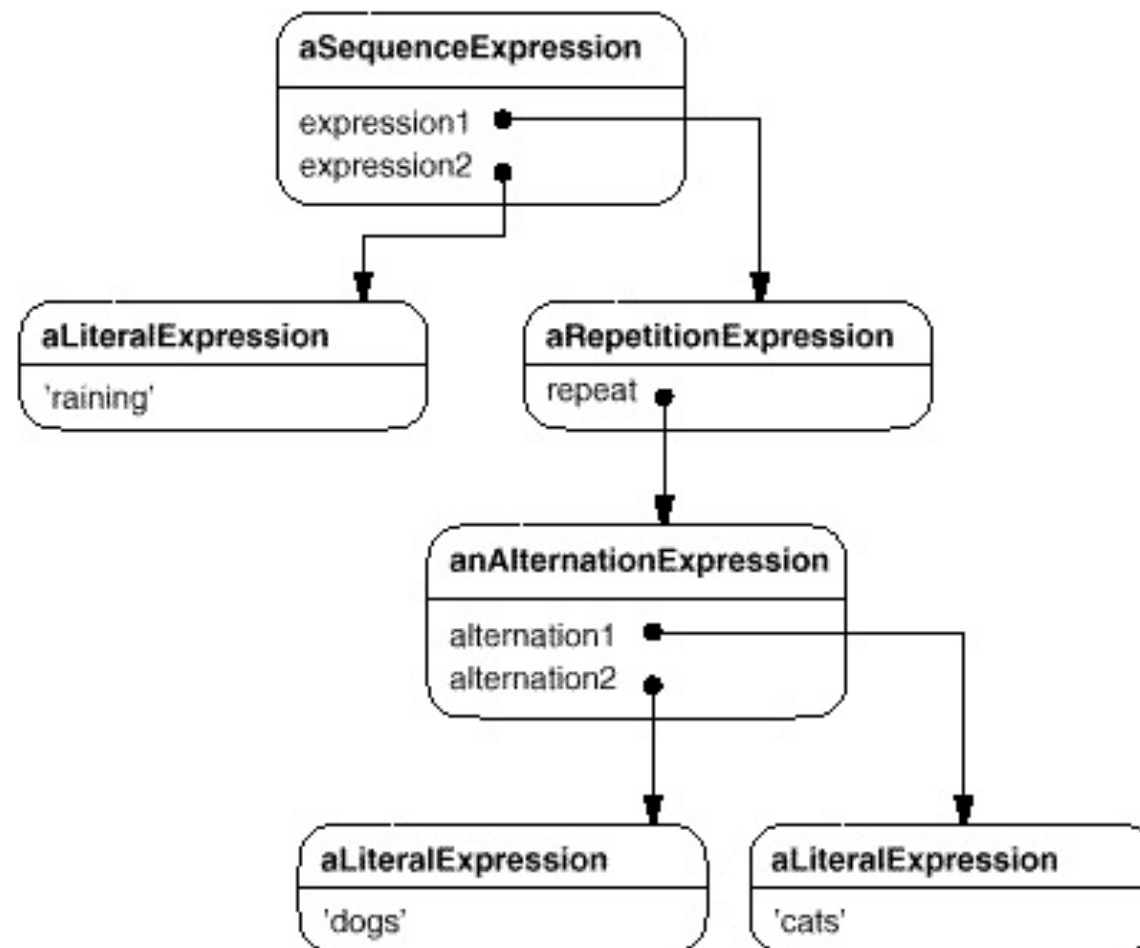 aSequenceExpression
expression1
expression2
aLiteralExpression
'raining'
aRepetitionExpression
repeat
anAlternationExpression
alternation1
alternation2
aLiteralExpression
'dogs'
aLiteralExpression
'cats'